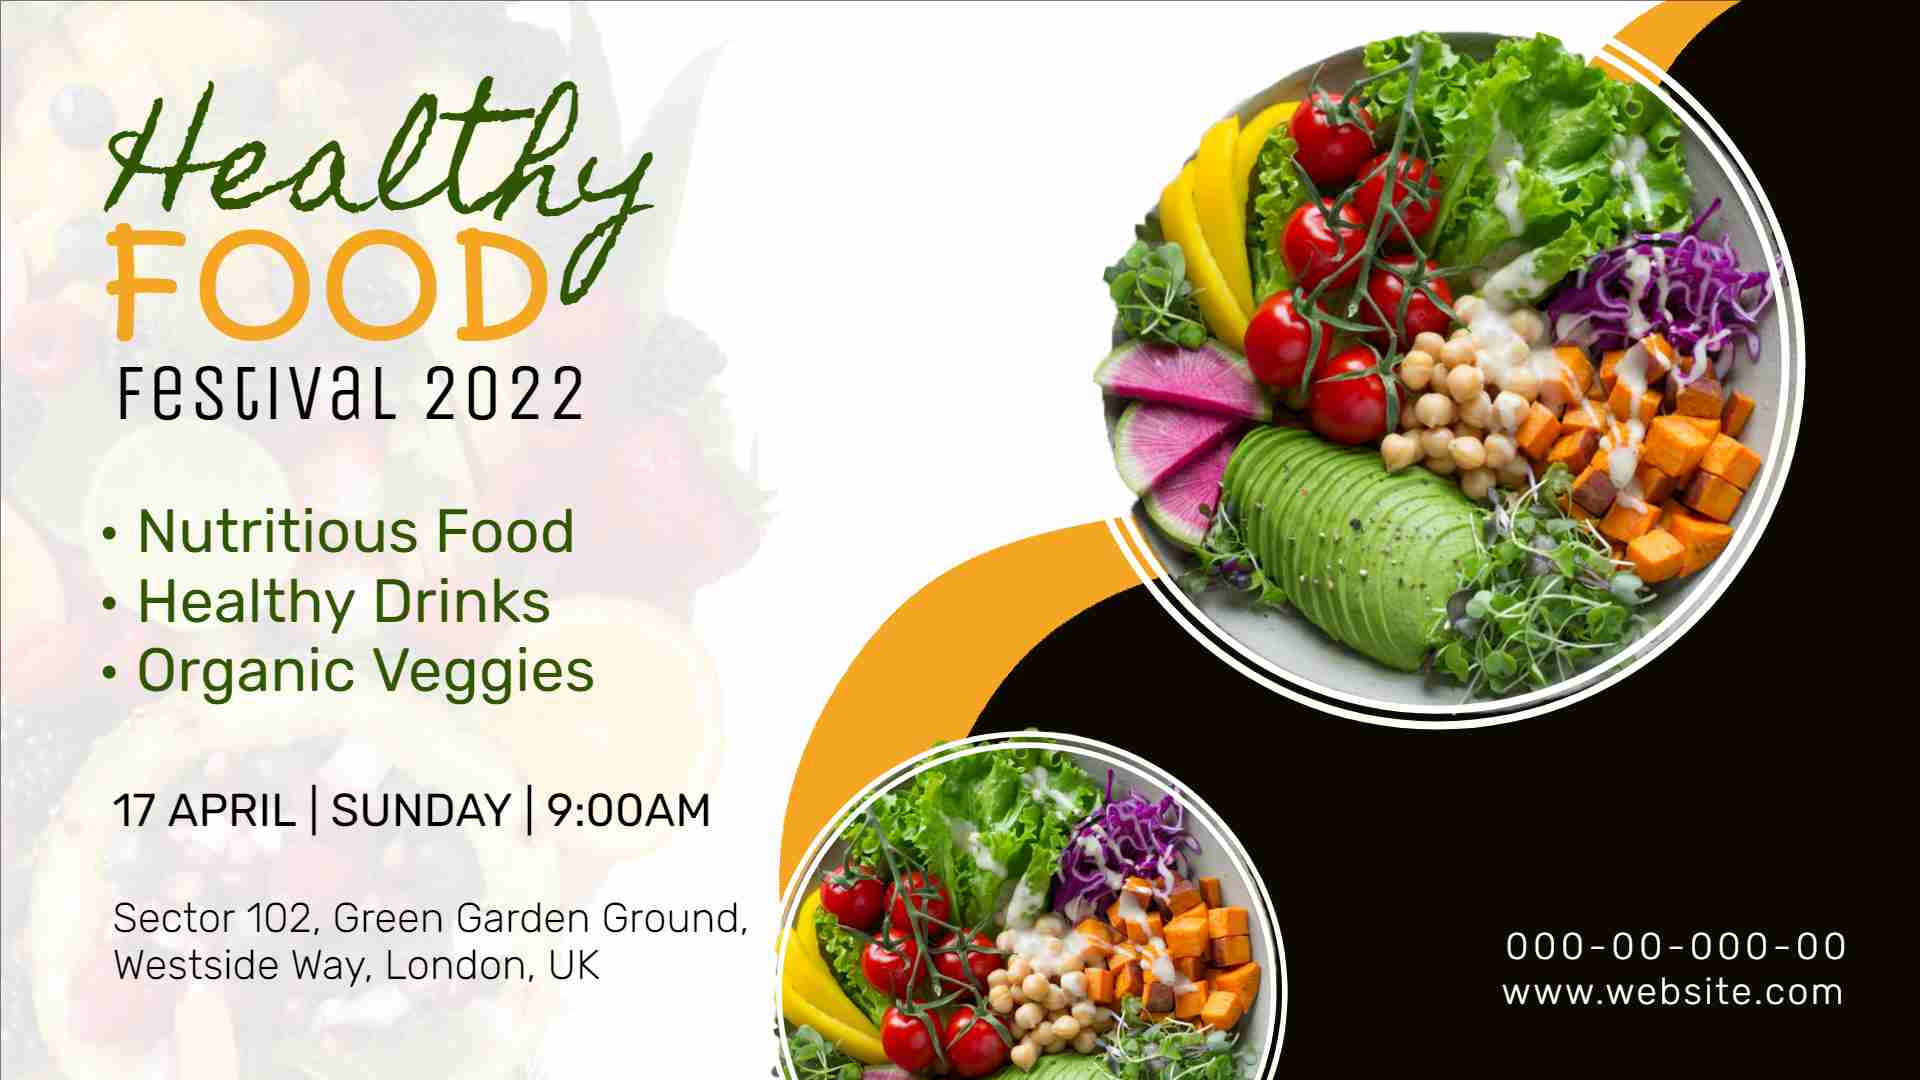 Healthy
FOOD
Festival 2022
• Nutritious Food
• Healthy Drinks
• Organic Veggies
17 APRIL | SUNDAY | 9:00AM
Sector 102, Green Garden Ground,
Westside Way, London, UK
000-00-000-00
www.website.com